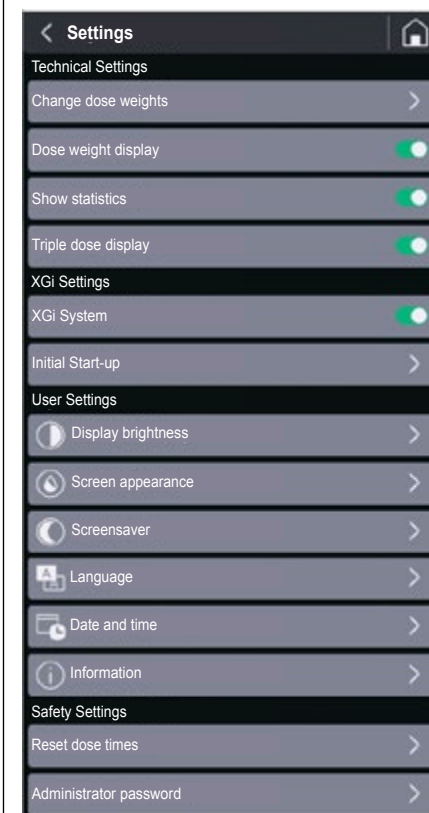 Settings
Technical Settings
Change dose weights
Dose weight display
Show statistics
Triple dose display
XGi Settings
XGi System
Initial Start-up
User Settings
Display brightness
Screen appearance
Screensaver
Language
Date and time
Information
Safety Settings
Reset dose times
Administrator password